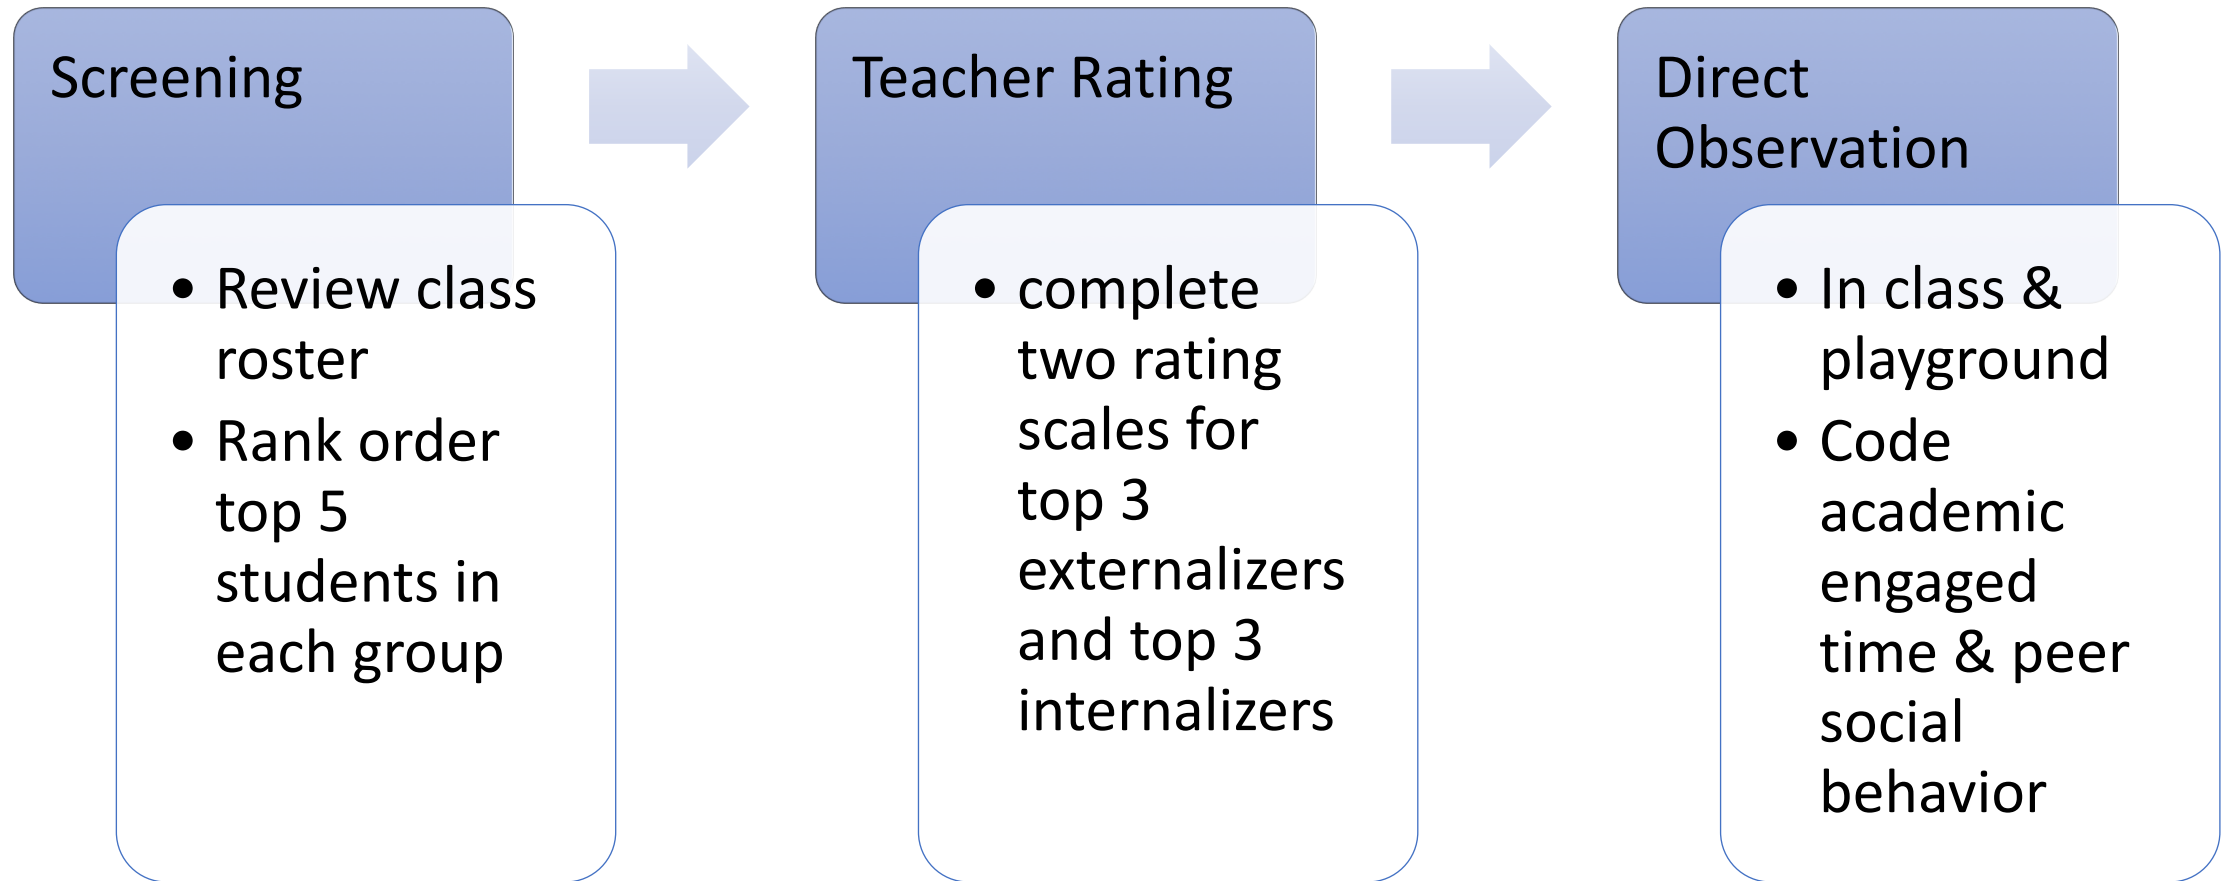 Screening
• Review class
roster
• Rank order
top 5
students in
each group
Teacher Rating
• complete
two rating
scales for
top 3
externalizers
and top 3
internalizers
Direct
Observation
• In class &
playground
• Code
academic
engaged
time & peer
social
behavior